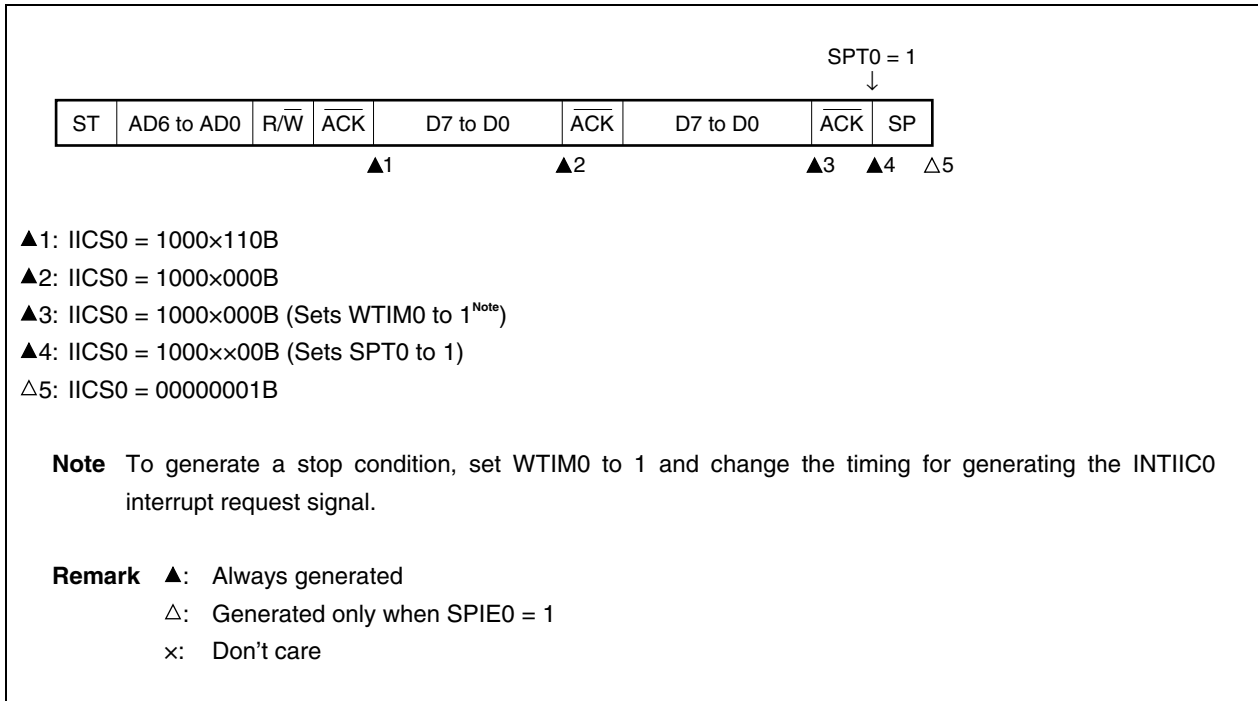 SPT0 = 1
↓
ST AD6 to AD0 R/W̅ A̅C̅K̅ D7 to D0 A̅C̅K̅ D7 to D0 A̅C̅K̅ SP
▲1 ▲2 ▲3 ▲4 △5
▲1: IICS0 = 1000×110B
▲2: IICS0 = 1000×000B
▲3: IICS0 = 1000×000B (Sets WTIM0 to 1Note)
▲4: IICS0 = 1000××00B (Sets SPT0 to 1)
△5: IICS0 = 00000001B
Note To generate a stop condition, set WTIM0 to 1 and change the timing for generating the INTIIC0
interrupt request signal.
Remark ▲: Always generated
△: Generated only when SPIE0 = 1
×: Don't care